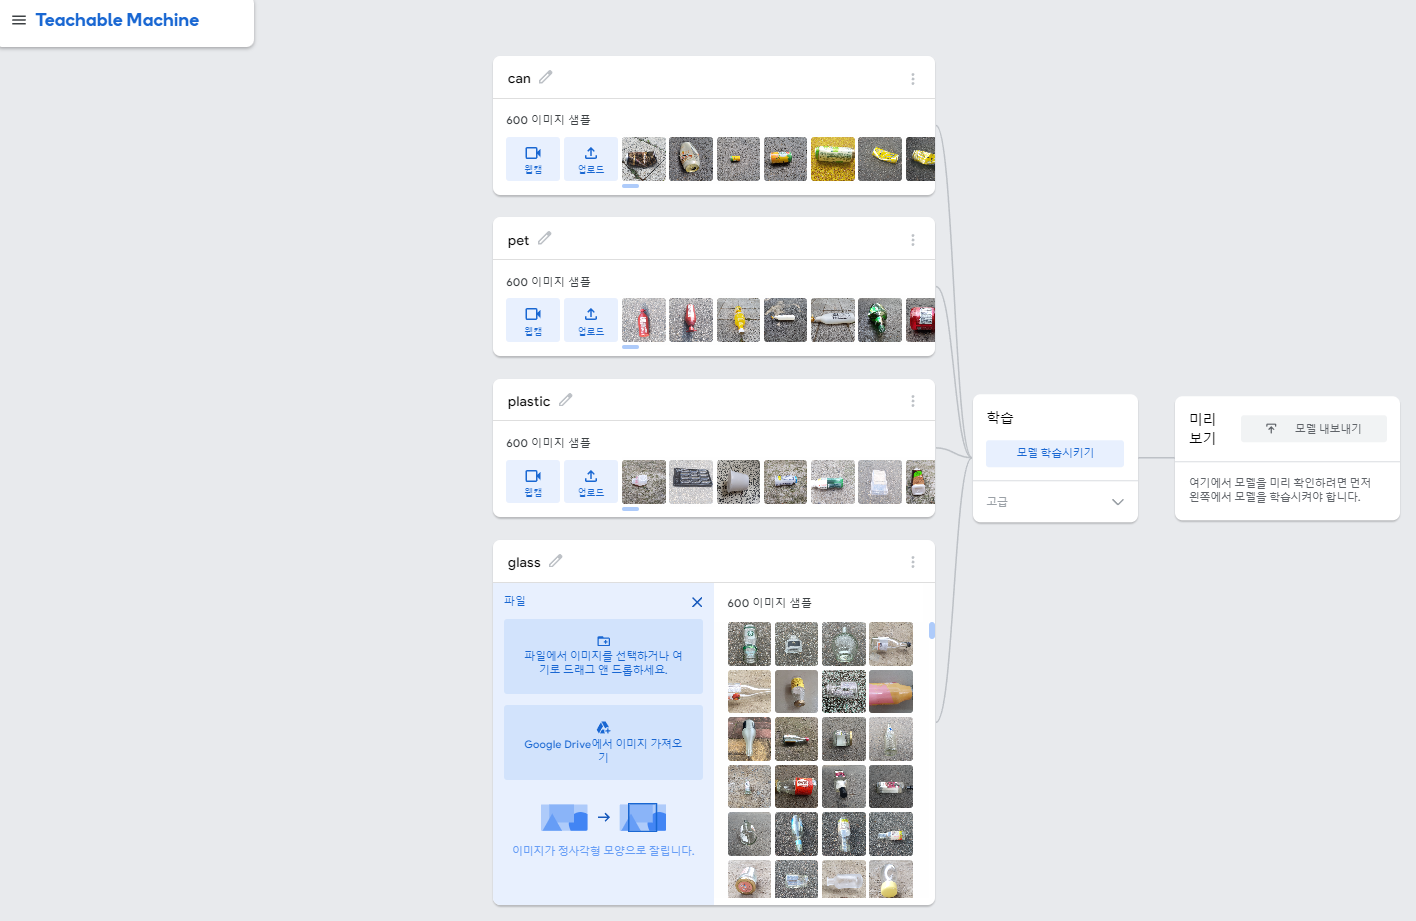 Teachable Machine
can
600 이미지 샘플
웹캠
업로드
pet
600 이미지 샘플
웹캠
업로드
plastic
600 이미지 샘플
웹캠
업로드
glass
파일
파일에서 이미지를 선택하거나 여
기로 드래그 앤 드롭하세요.
Google Drive에서 이미지 가져오
기
이미지가 정사각형 모양으로 잘립니다.
600 이미지 샘플
학습
모델 학습시키기
고급
미리
보기
모델 내보내기
여기에서 모델을 미리 확인하려면 먼저
왼쪽에서 모델을 학습시켜야 합니다.